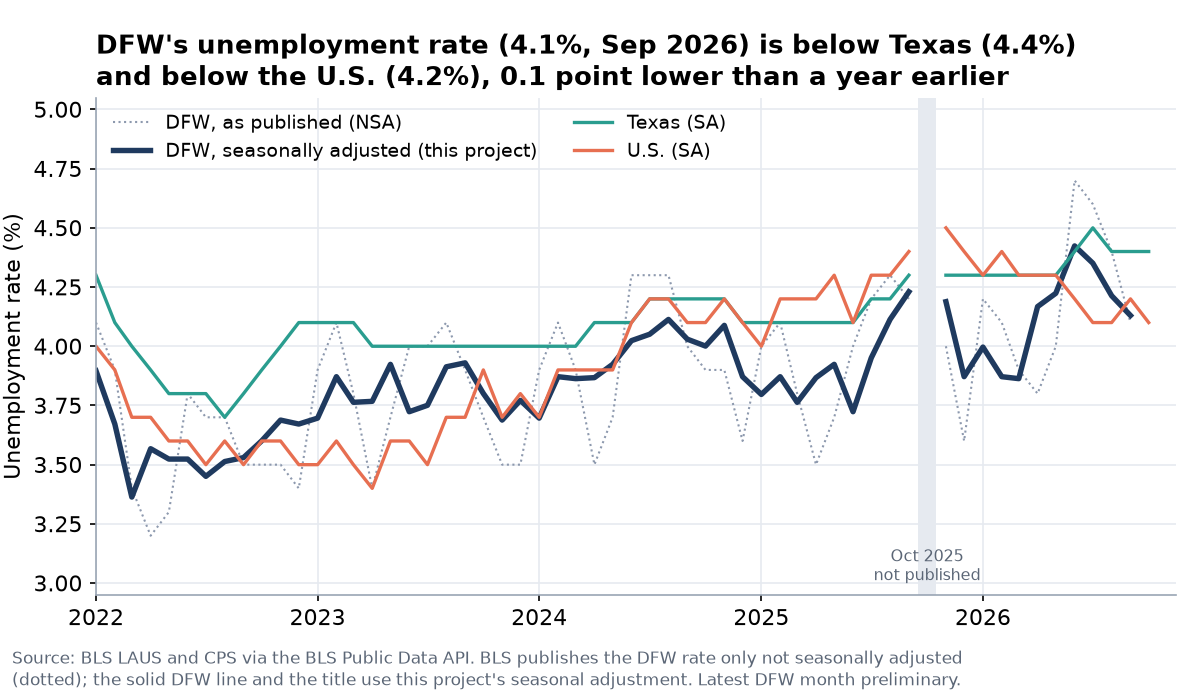 DFW's unemployment rate (4.1%, Sep 2026) is below Texas (4.4%)
and below the U.S. (4.2%), 0.1 point lower than a year earlier
DFW, as published (NSA)
DFW, seasonally adjusted (this project)
Texas (SA)
U.S. (SA)
Unemployment rate (%)
5.00
4.75
4.50
4.25
4.00
3.75
3.50
3.25
3.00
Oct 2025
not published
2022
2023
2024
2025
2026
Source: BLS LAUS and CPS via the BLS Public Data API. BLS publishes the DFW rate only not seasonally adjusted
(dotted); the solid DFW line and the title use this project's seasonal adjustment. Latest DFW month preliminary.